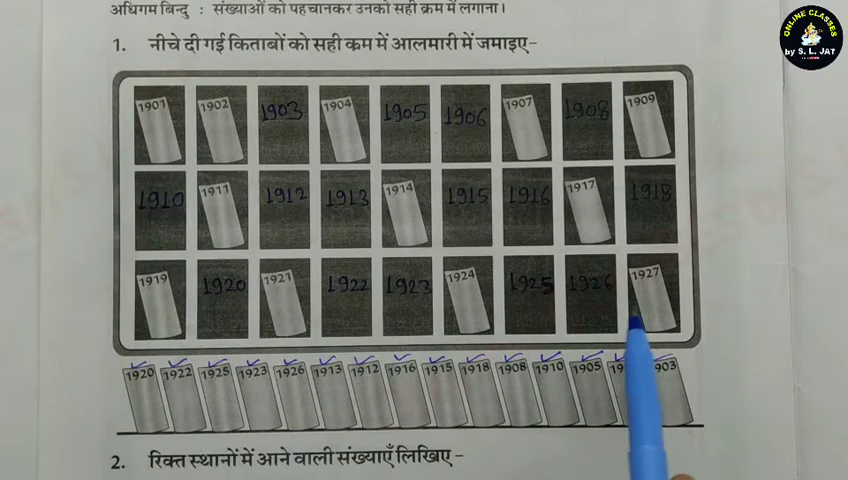 अधिगम बिन्दु : संख्याओं को पहचानकर उनको सही क्रम में लगाना।
ONLINE CLASSES
by S. L. JAT
1. नीचे दी गई किताबों को सही क्रम में आलमारी में जमाइए-
1901 1902 1903 1904 1905 1906 1907 1908 1909
1910 1911 1912 1913 1914 1915 1916 1917 1918
1919 1920 1921 1922 1923 1924 1925 1926 1927
1920 1922 1925 1923 1926 1913 1912 1916 1915 1918 1908 1910 1905
2. रिक्त स्थानों में आने वाली संख्याएँ लिखिए -